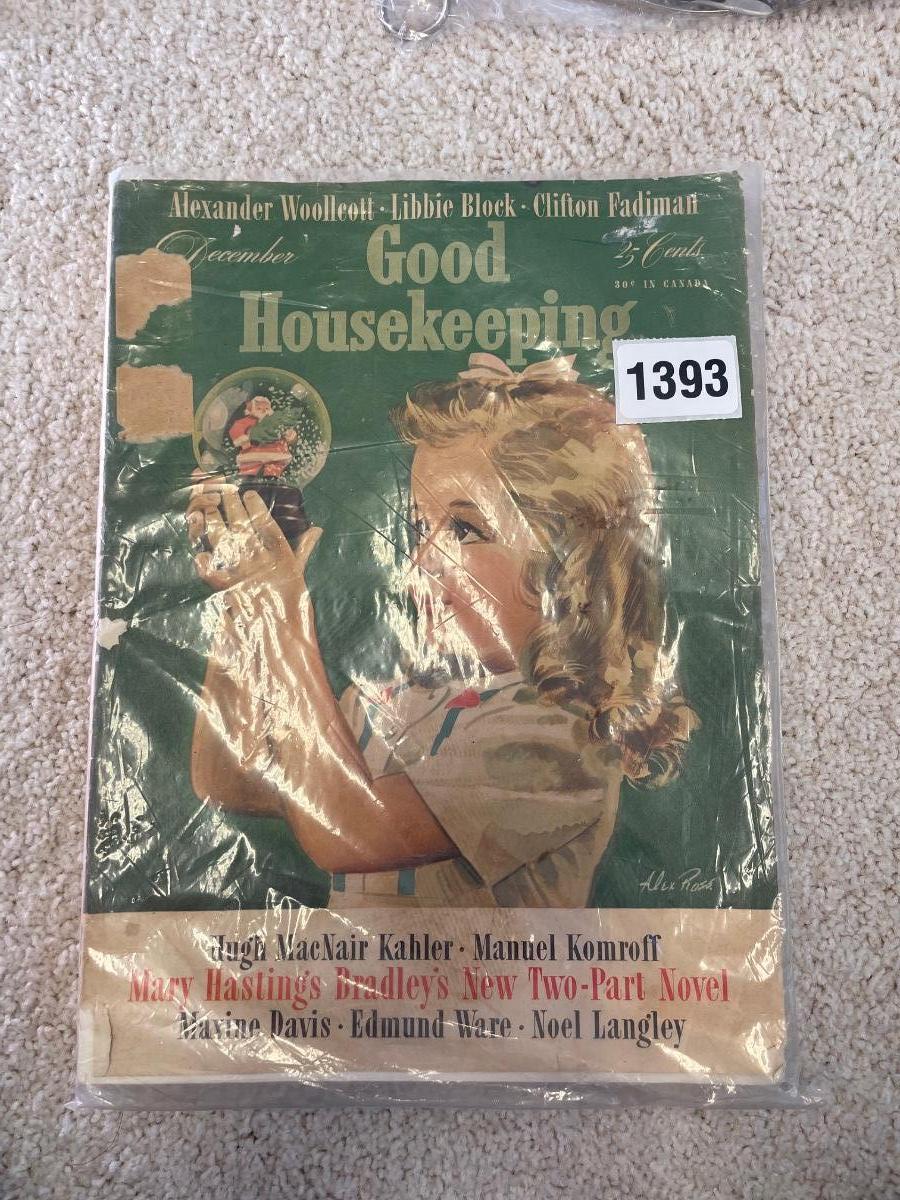 Alexander Woollcott · Libbie Block · Clifton Fadiman
December
25 Cents
30¢ IN CANADA
Good
Housekeeping
1393
Alex Ross
Hugh MacNair Kahler · Manuel Komroff
Mary Hastings Bradley's New Two-Part Novel
Maxine Davis · Edmund Ware · Noel Langley